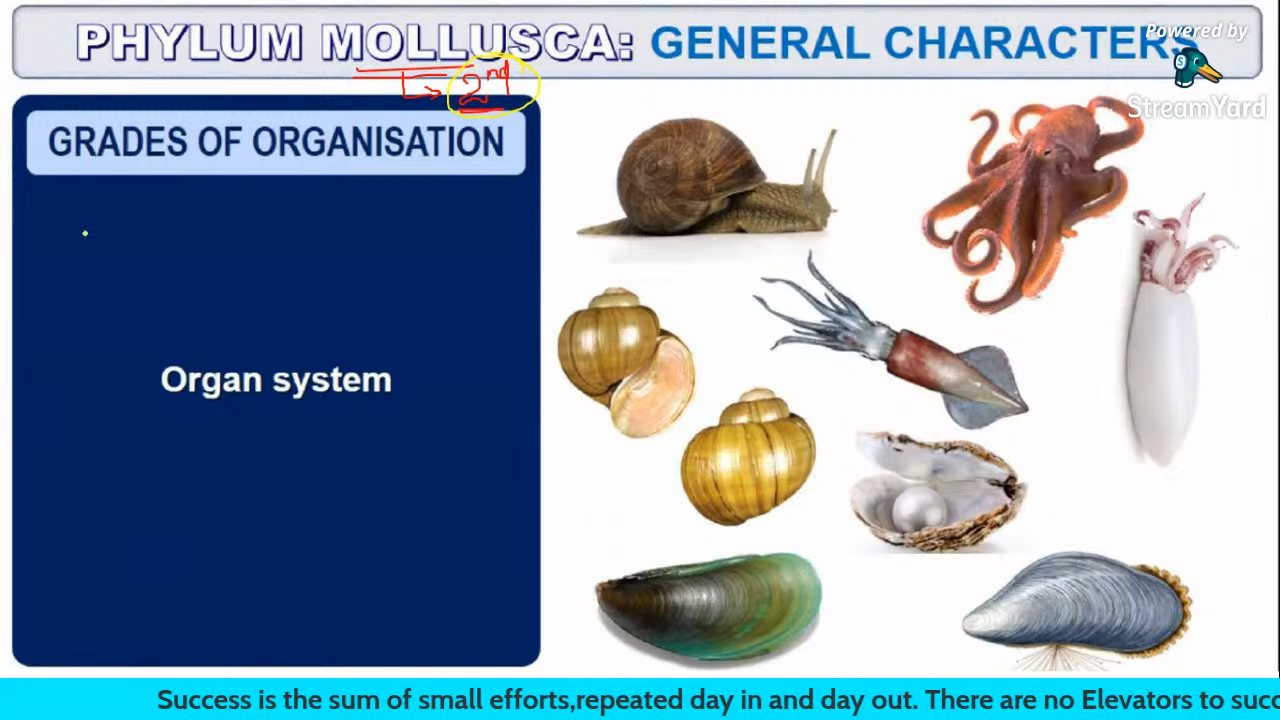 PHYLUM MOLLUSCA: GENERAL CHARACTERS
Powered by
StreamYard
2nd
GRADES OF ORGANISATION
Organ system
Success is the sum of small efforts,repeated day in and day out. There are no Elevators to succ